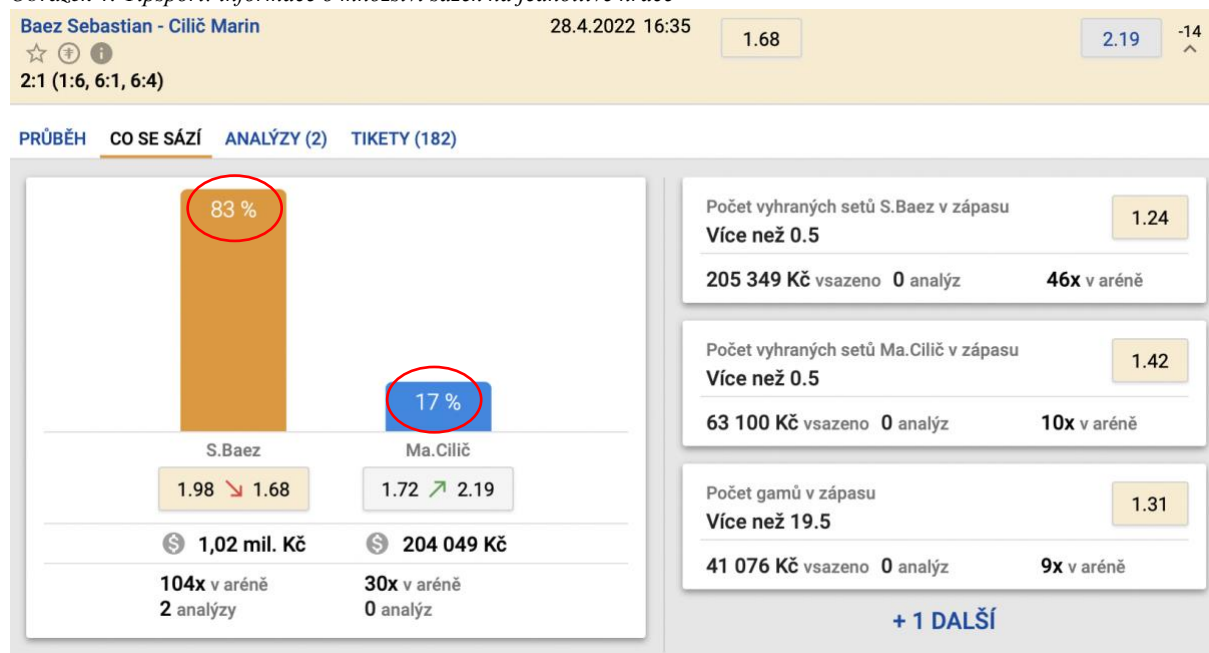 Baez Sebastian - Cilič Marin 28.4.2022 16:35 1.68 2.19 -14
2:1 (1:6, 6:1, 6:4)
PRŮBĚH CO SE SÁZÍ ANALÝZY (2) TIKETY (182)
83 %
17 %
S.Baez Ma.Cilič
1.98 ↘ 1.68 1.72 ↗ 2.19
1,02 mil. Kč 204 049 Kč
104x v aréně 30x v aréně
2 analýzy 0 analýz
Počet vyhraných setů S.Baez v zápasu
Více než 0.5
1.24
205 349 Kč vsazeno 0 analýz 46x v aréně
Počet vyhraných setů Ma.Cilič v zápasu
Více než 0.5
1.42
63 100 Kč vsazeno 0 analýz 10x v aréně
Počet gamů v zápasu
Více než 19.5
1.31
41 076 Kč vsazeno 0 analýz 9x v aréně
+ 1 DALŠÍ